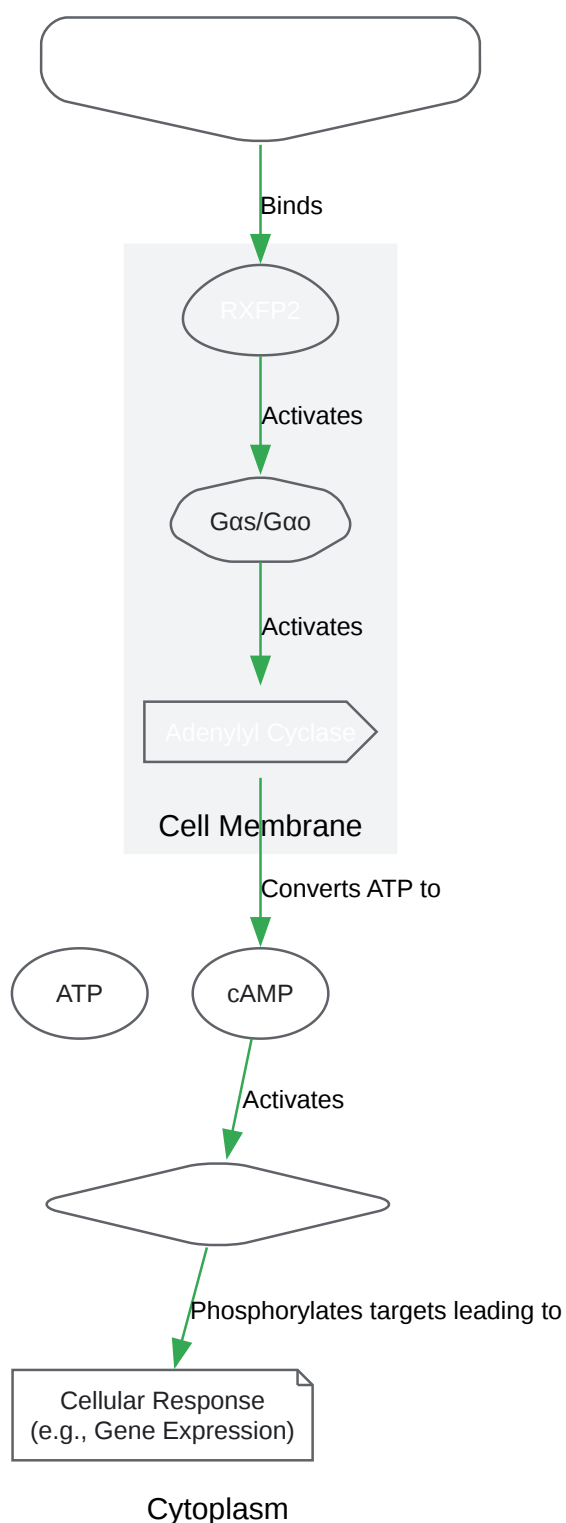 Binds
RXFP2
Activates
Gαs/Gαo
Activates
Adenylyl Cyclase
Cell Membrane
Converts ATP to
ATP
cAMP
Activates
Phosphorylates targets leading to
Cellular Response
(e.g., Gene Expression)
Cytoplasm